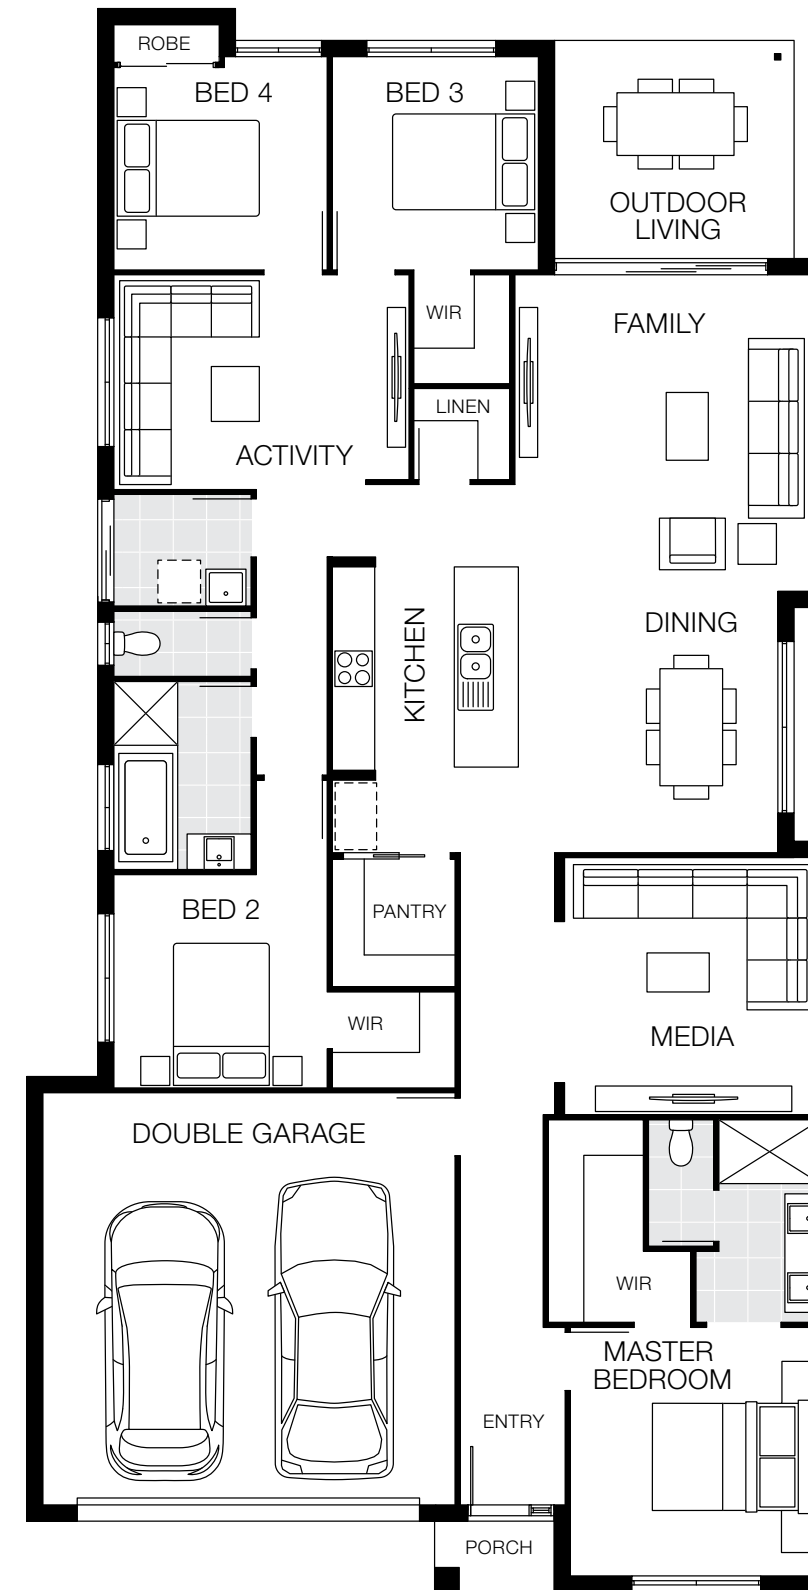 ROBE
BED 4
BED 3
OUTDOOR
LIVING
WIR
FAMILY
LINEN
ACTIVITY
KITCHEN
DINING
BED 2
PANTRY
WIR
MEDIA
DOUBLE GARAGE
WIR
MASTER
BEDROOM
ENTRY
PORCH